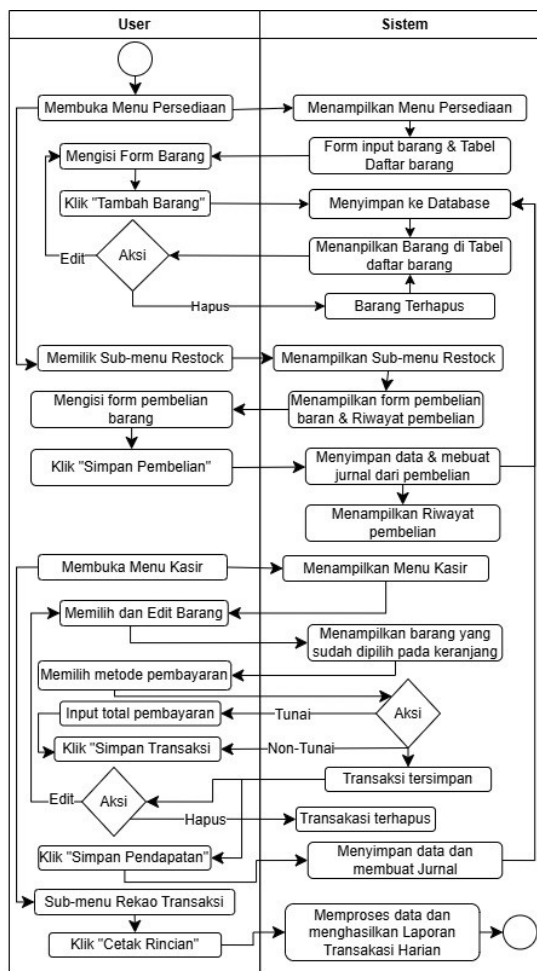 User
Sistem
Membuka Menu Persediaan
Menampilkan Menu Persediaan
Mengisi Form Barang
Form input barang & Tabel
Daftar barang
Klik "Tambah Barang"
Menyimpan ke Database
Edit
Aksi
Menanpilkan Barang di Tabel
daftar barang
Hapus
Barang Terhapus
Memilik Sub-menu Restock
Menampilkan Sub-menu Restock
Mengisi form pembelian
barang
Menampilkan form pembelian
baran & Riwayat pembelian
Klik "Simpan Pembelian"
Menyimpan data & mebuat
jurnal dari pembelian
Menampilkan Riwayat
pembelian
Membuka Menu Kasir
Menampilkan Menu Kasir
Memilih dan Edit Barang
Menampilkan barang yang
sudah dipilih pada keranjang
Memilih metode pembayaran
Input total pembayaran
Tunai
Aksi
Klik "Simpan Transaksi
Non-Tunai
Transaksi tersimpan
Edit
Aksi
Hapus
Transakasi terhapus
Klik "Simpan Pendapatan"
Menyimpan data dan
membuat Jurnal
Sub-menu Rekao Transaksi
Klik "Cetak Rincian"
Memproses data dan
menghasilkan Laporan
Transakasi Harian